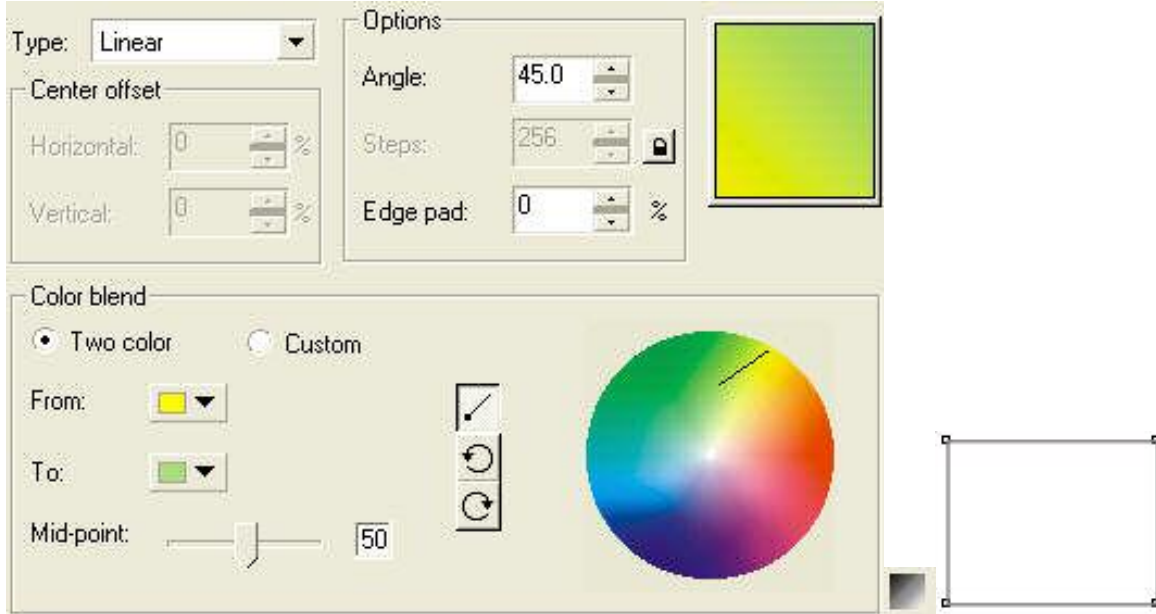 Type: Linear
Center offset
Horizontal: 0 %
Vertical: 0 %
Options
Angle: 45.0
Steps: 256
Edge pad: 0 %
Color blend
Two color Custom
From:
To:
Mid-point: 50